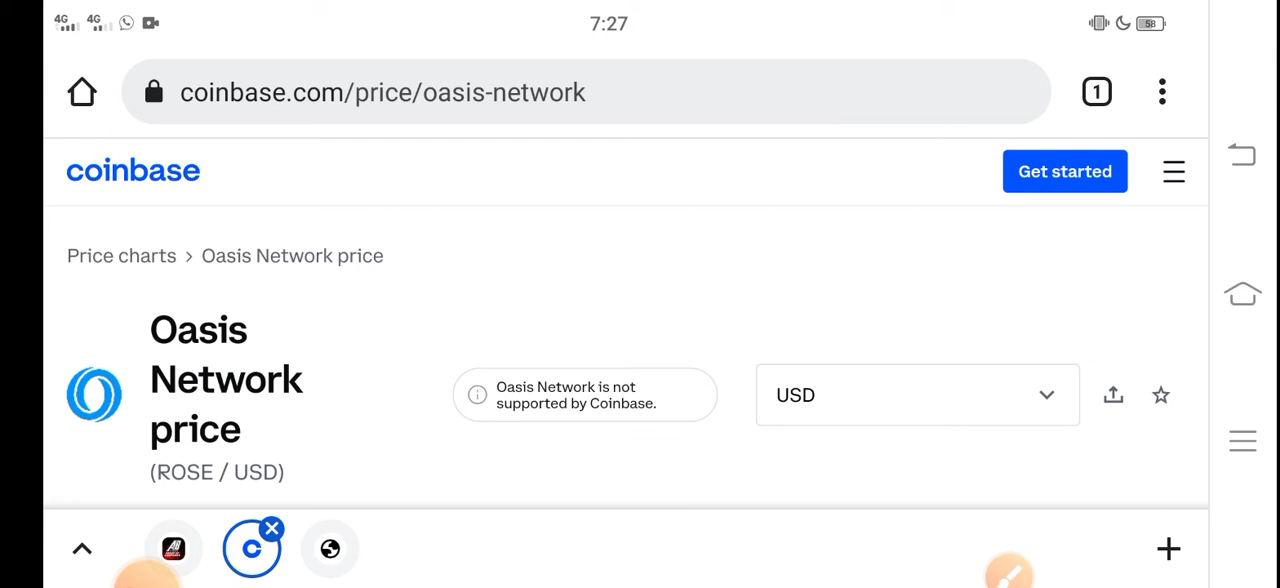 4G 4G 7:27 58
coinbase.com/price/oasis-network 1
coinbase Get started
Price charts > Oasis Network price
Oasis
Network
price
(ROSE / USD)
Oasis Network is not
supported by Coinbase.
USD